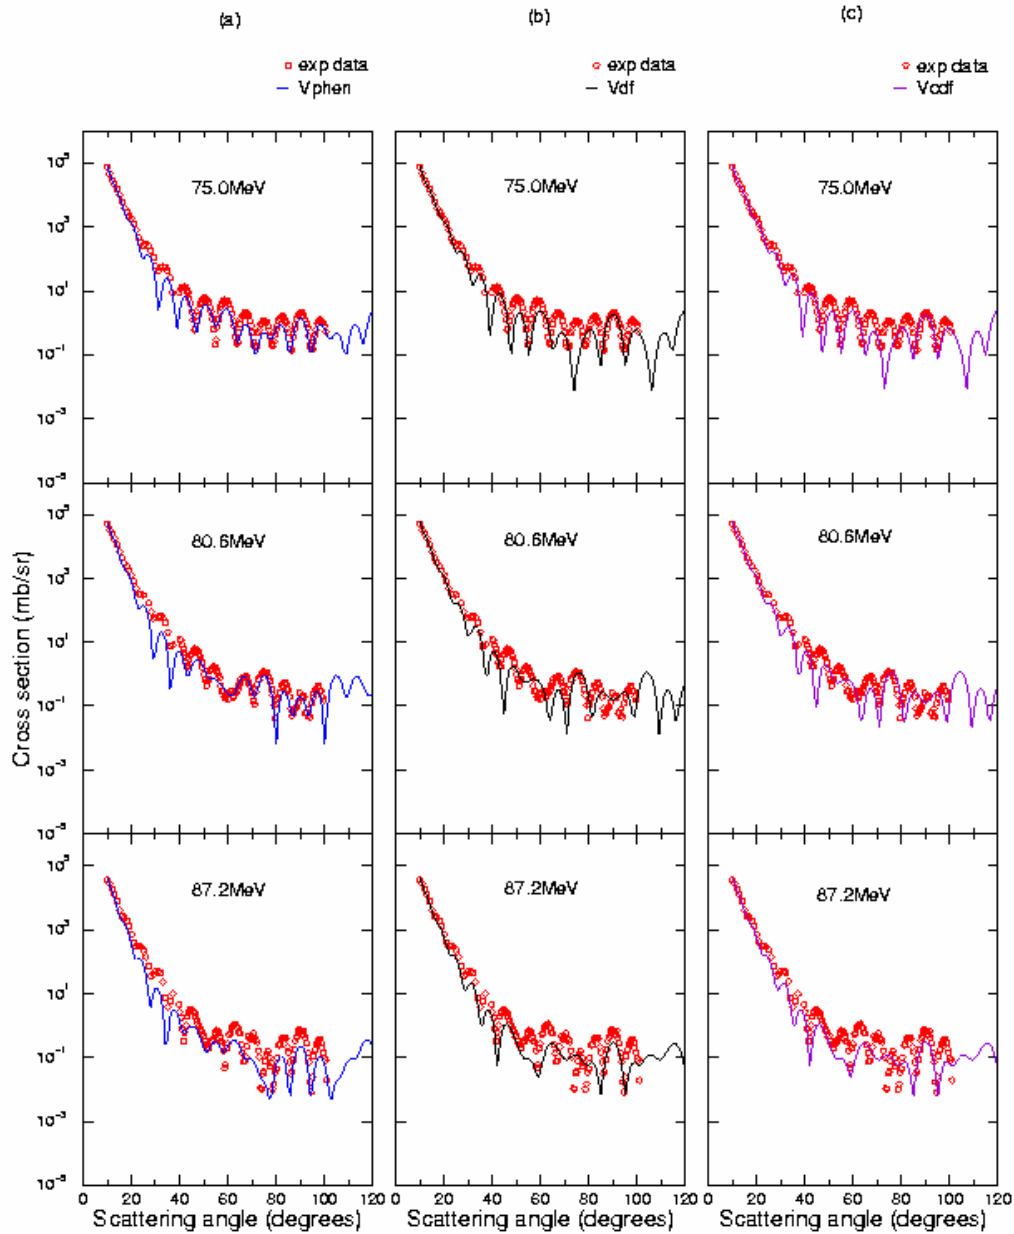 (a) (b) (c)
exp data exp data exp data
Vphen Vdf Vcdf
10⁵
75.0MeV 75.0MeV 75.0MeV
10³
10¹
10⁻¹
10⁻³
10⁻⁵
10⁵
80.6MeV 80.6MeV 80.6MeV
10³
10¹
10⁻¹
10⁻³
10⁻⁵
Cross section (mb/sr)
10⁵
87.2MeV 87.2MeV 87.2MeV
10³
10¹
10⁻¹
10⁻³
10⁻⁵
0 20 40 60 80 100 120 0 20 40 60 80 100 120 0 20 40 60 80 100 120
Scattering angle (degrees) Scattering angle (degrees) Scattering angle (degrees)